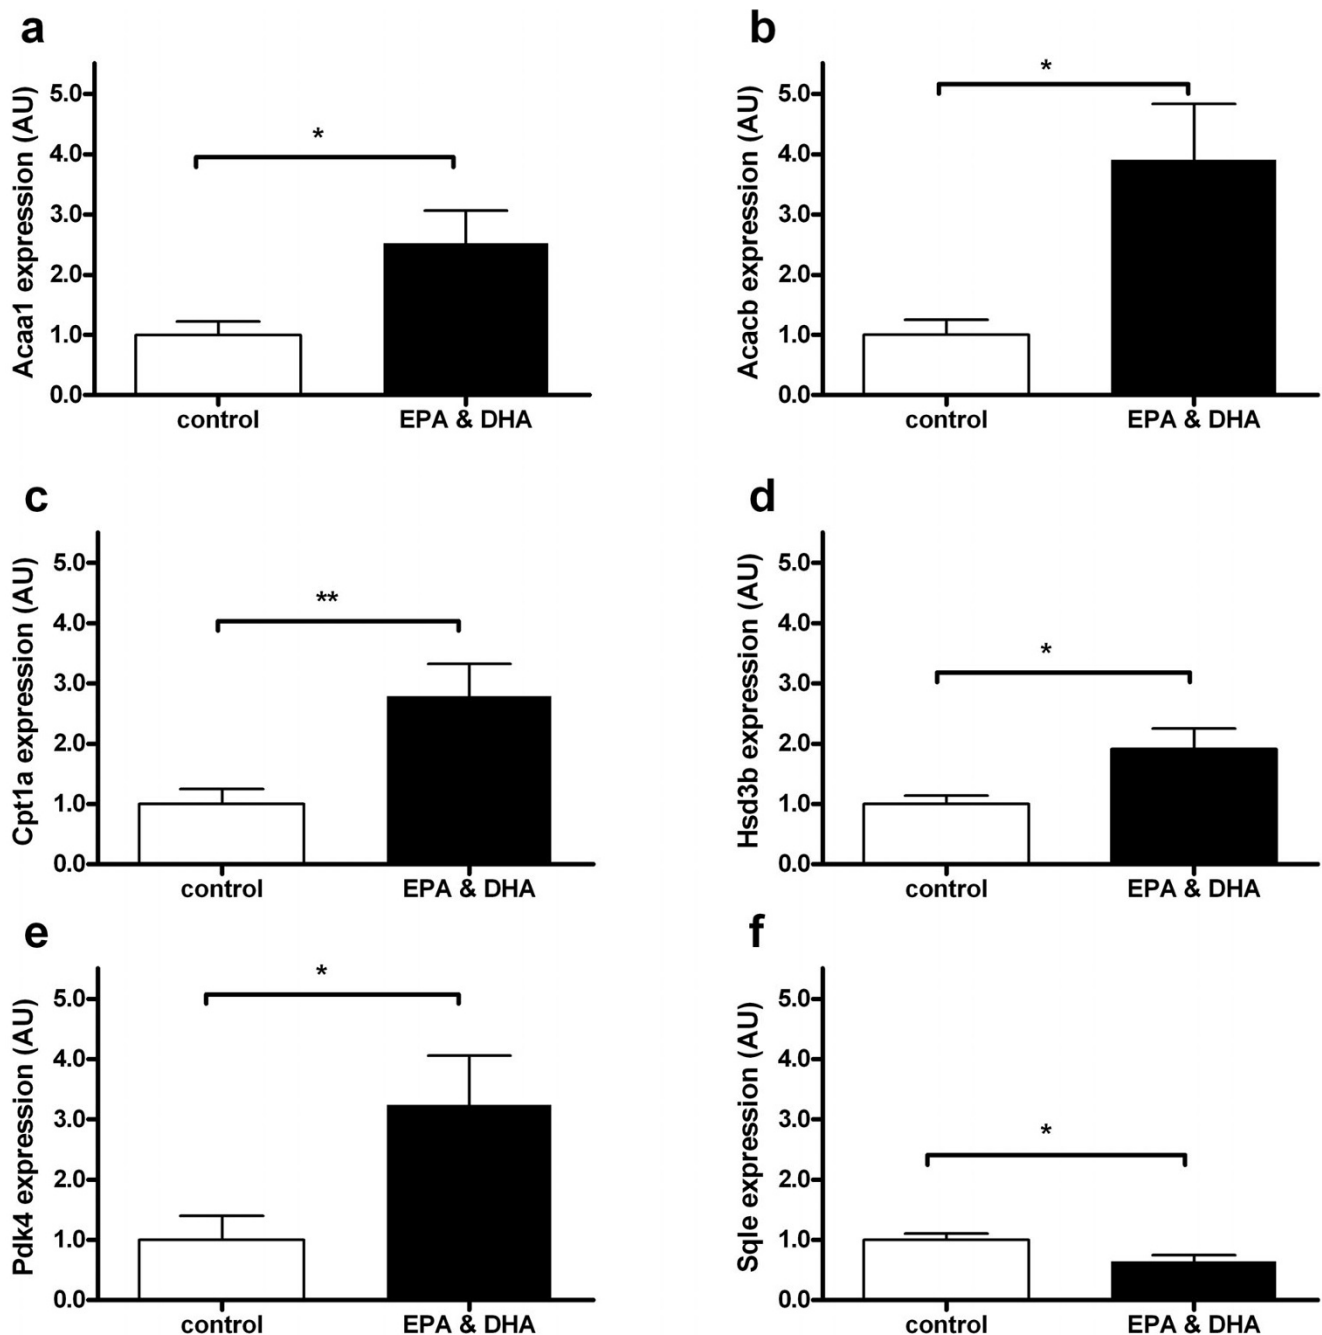 a
Acaa1 expression (AU)
5.0
4.0
3.0
2.0
1.0
0.0
*
control
EPA & DHA
b
Acacb expression (AU)
5.0
4.0
3.0
2.0
1.0
0.0
*
control
EPA & DHA
c
Cpt1a expression (AU)
5.0
4.0
3.0
2.0
1.0
0.0
**
control
EPA & DHA
d
Hsd3b expression (AU)
5.0
4.0
3.0
2.0
1.0
0.0
*
control
EPA & DHA
e
Pdk4 expression (AU)
5.0
4.0
3.0
2.0
1.0
0.0
*
control
EPA & DHA
f
Sqle expression (AU)
5.0
4.0
3.0
2.0
1.0
0.0
*
control
EPA & DHA